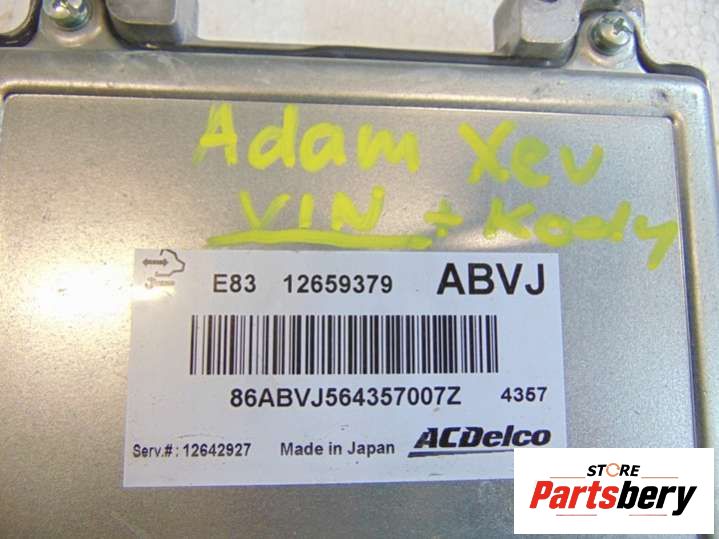 Adam Xev
VIN + Kody
E83 12659379 ABVJ
86ABVJ564357007Z 4357
Serv.#: 12642927 Made in Japan ACDelco
STORE
Partsbery